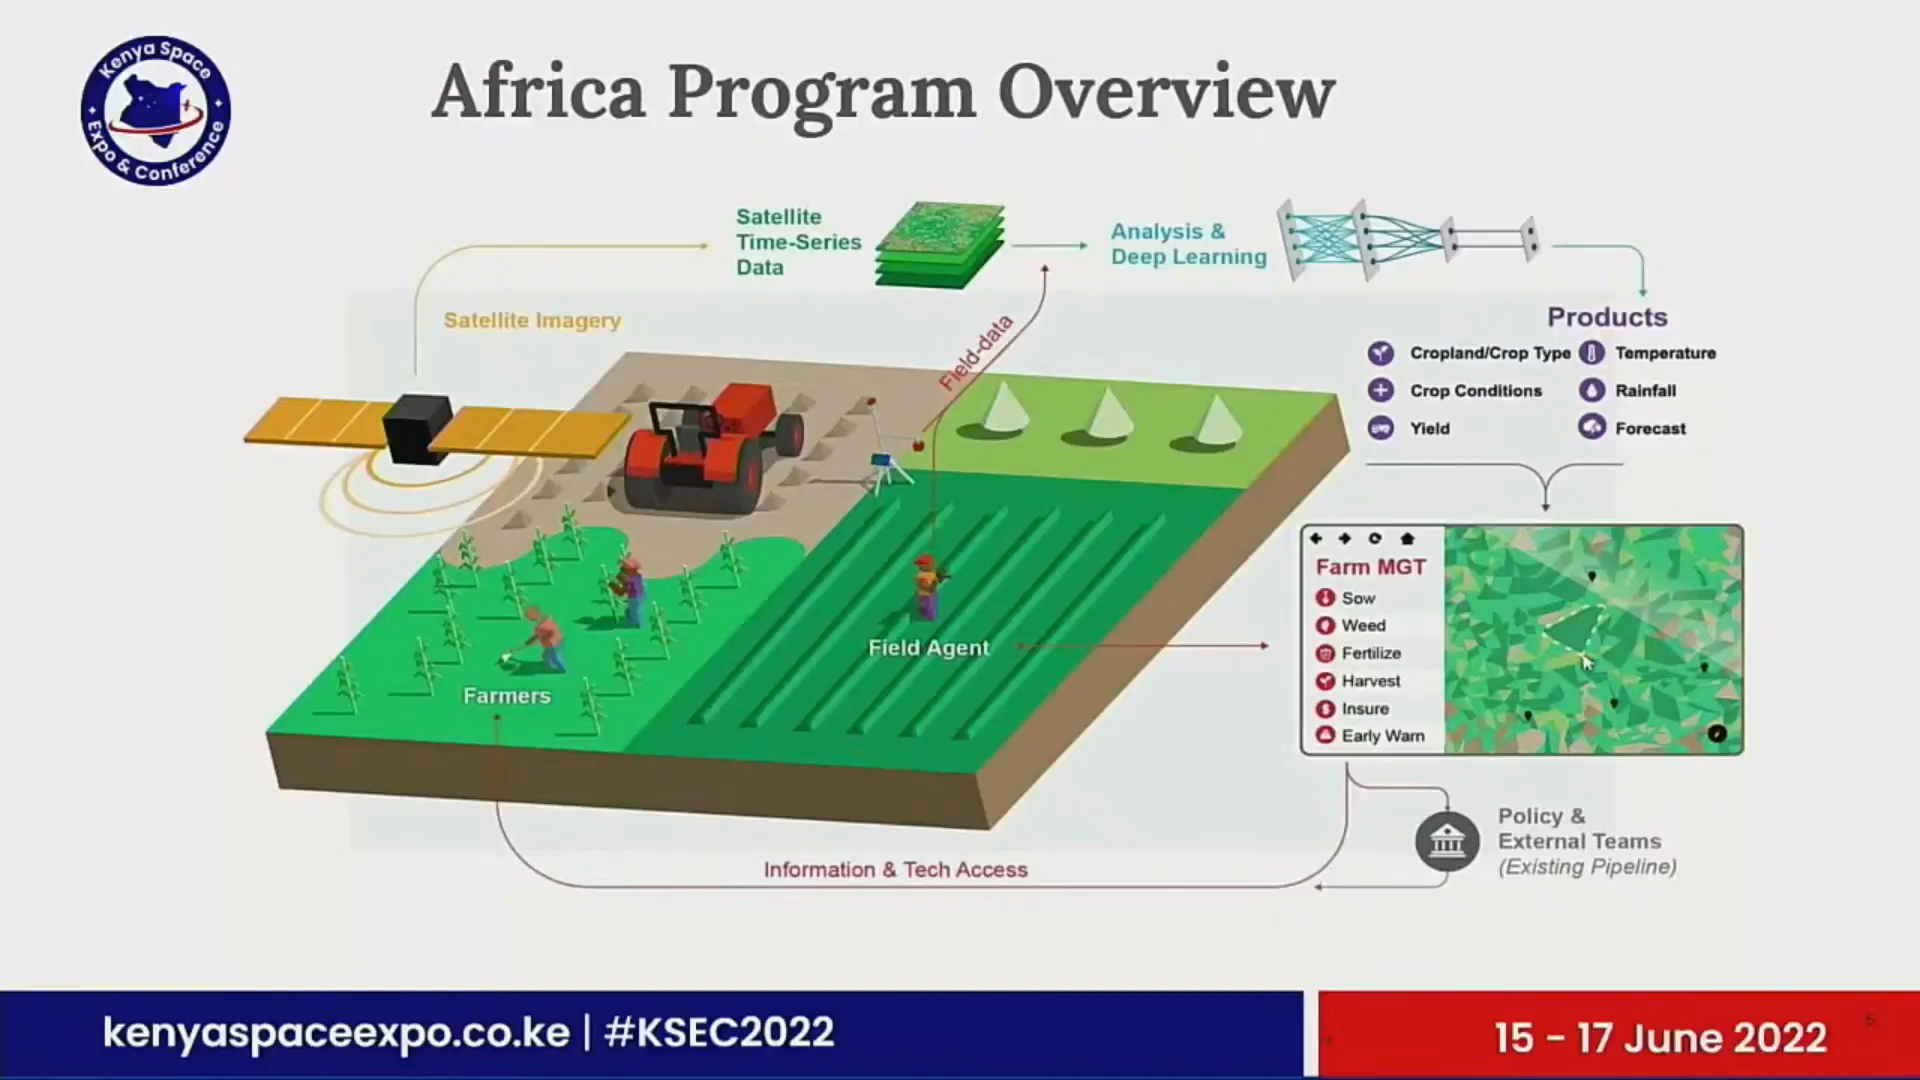 Kenya Space
Expo & Conference
Africa Program Overview
Satellite
Time-Series
Data
Analysis &
Deep Learning
Satellite Imagery
Field-data
Products
Cropland/Crop Type
Temperature
Crop Conditions
Rainfall
Yield
Forecast
Farm MGT
Sow
Weed
Fertilize
Harvest
Insure
Early Warn
Field Agent
Farmers
Policy &
External Teams
(Existing Pipeline)
Information & Tech Access
kenyaspaceexpo.co.ke | #KSEC2022
15 - 17 June 2022
5